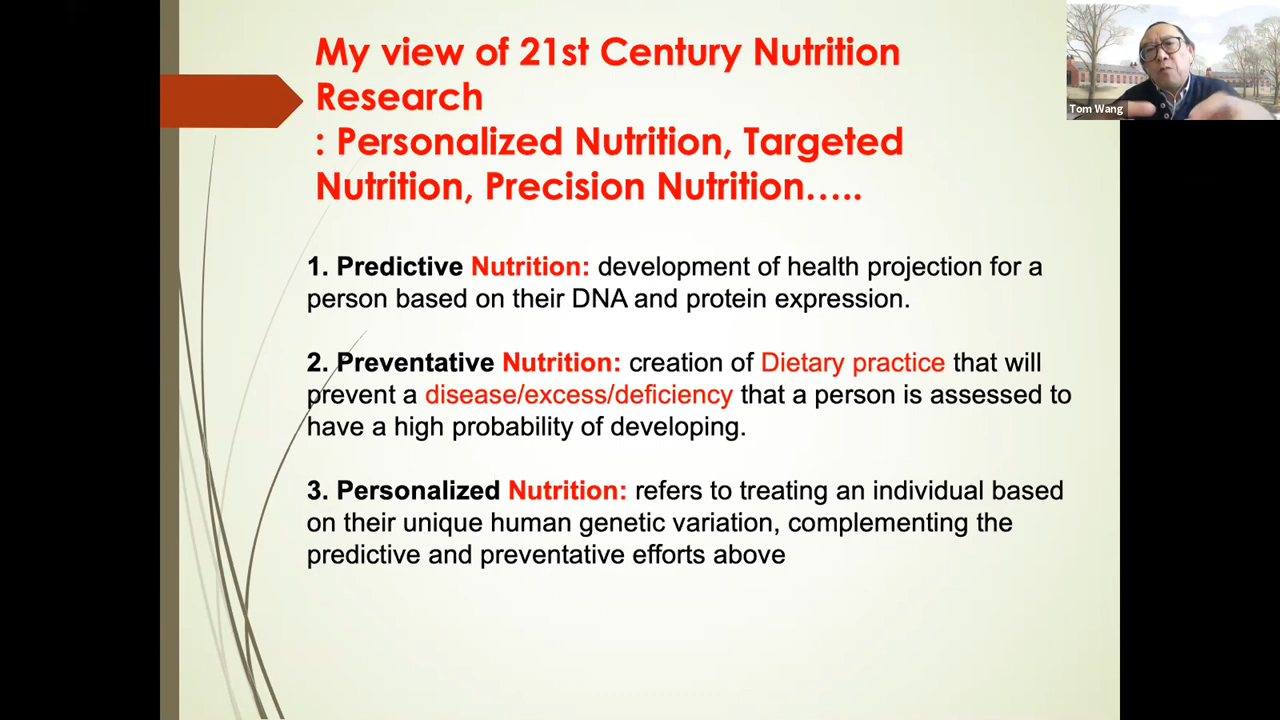 My view of 21st Century Nutrition
Research
: Personalized Nutrition, Targeted
Nutrition, Precision Nutrition.....
Tom Wang
1. Predictive Nutrition: development of health projection for a
person based on their DNA and protein expression.
2. Preventative Nutrition: creation of Dietary practice that will
prevent a disease/excess/deficiency that a person is assessed to
have a high probability of developing.
3. Personalized Nutrition: refers to treating an individual based
on their unique human genetic variation, complementing the
predictive and preventative efforts above